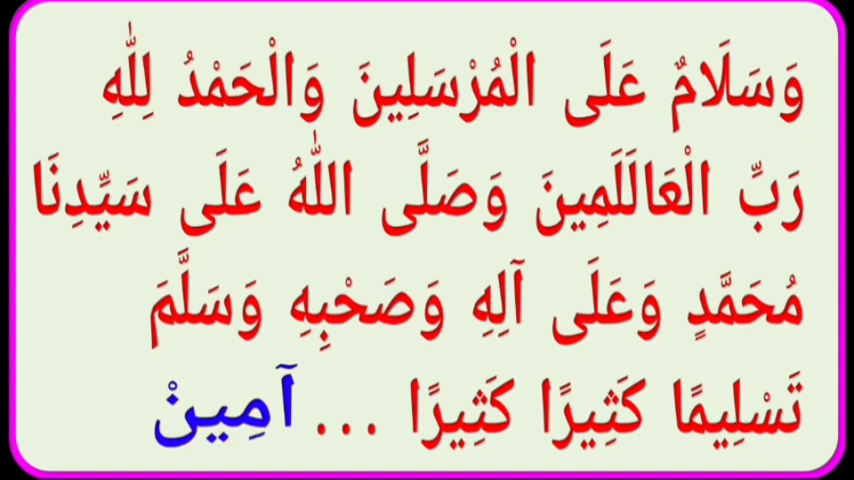 وَسَلَامٌ عَلَى الْمُرْسَلِينَ وَالْحَمْدُ لِلّٰهِ
رَبِّ الْعَالَلَمِينَ وَصَلَّى اللّٰهُ عَلَى سَيِّدِنَا
مُحَمَّدٍ وَعَلَى آلِهِ وَصَحْبِهِ وَسَلَّمَ
تَسْلِيمًا كَثِيرًا كَثِيرًا ... آمِينْ